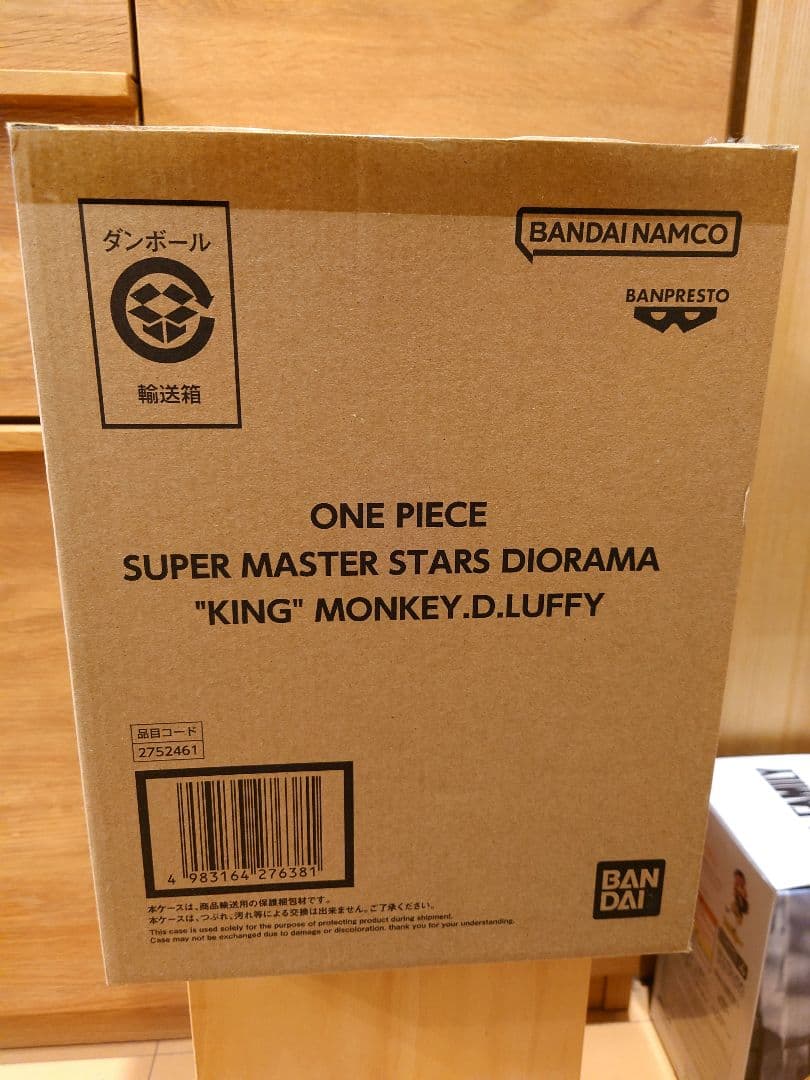 ダンボール
輸送箱
BANDAI NAMCO
BANPRESTO
ONE PIECE
SUPER MASTER STARS DIORAMA
"KING" MONKEY.D.LUFFY
品目コード
2752461
4 983164 276381
本ケースは、商品輸送用の保護梱包材です。
本ケースは、つぶれ、汚れ等による交換は出来ません。ご了承ください。
This case is used solely for the purpose of protecting product during shipment.
Case may not be exchanged due to damage or discoloration. thank you for your understanding.
BAN
DAI